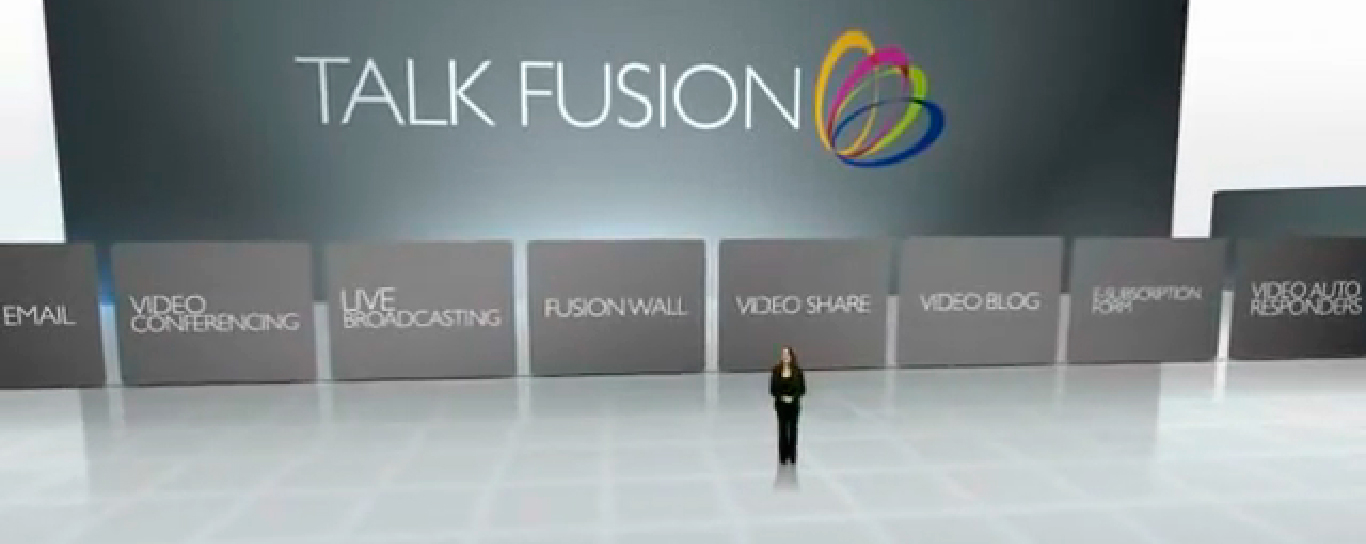 TALK FUSION
EMAIL
VIDEO
CONFERENCING
LIVE
BROADCASTING
FUSION WALL
VIDEO SHARE
VIDEO BLOG
E-SUBSCRIPTION
FORM
VIDEO AUTO
RESPONDERS